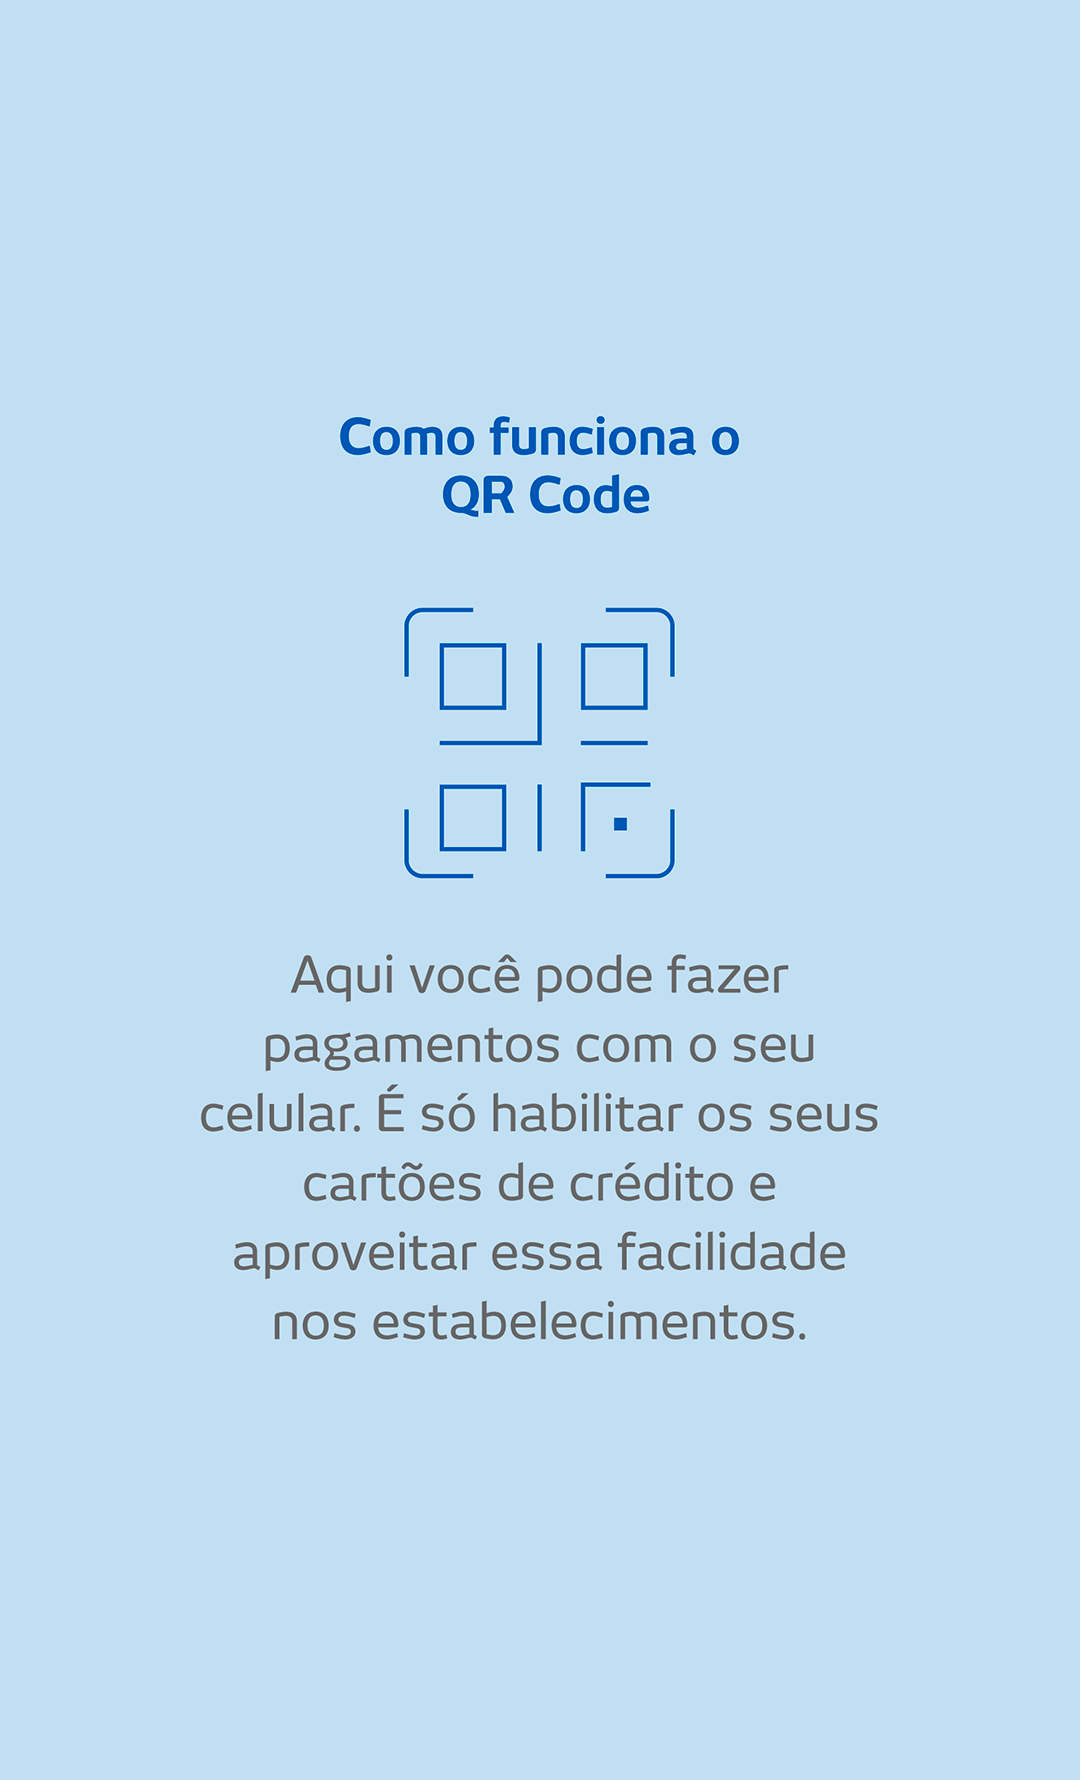 Como funciona o
QR Code
Aqui você pode fazer
pagamentos com o seu
celular. É só habilitar os seus
cartões de crédito e
aproveitar essa facilidade
nos estabelecimentos.